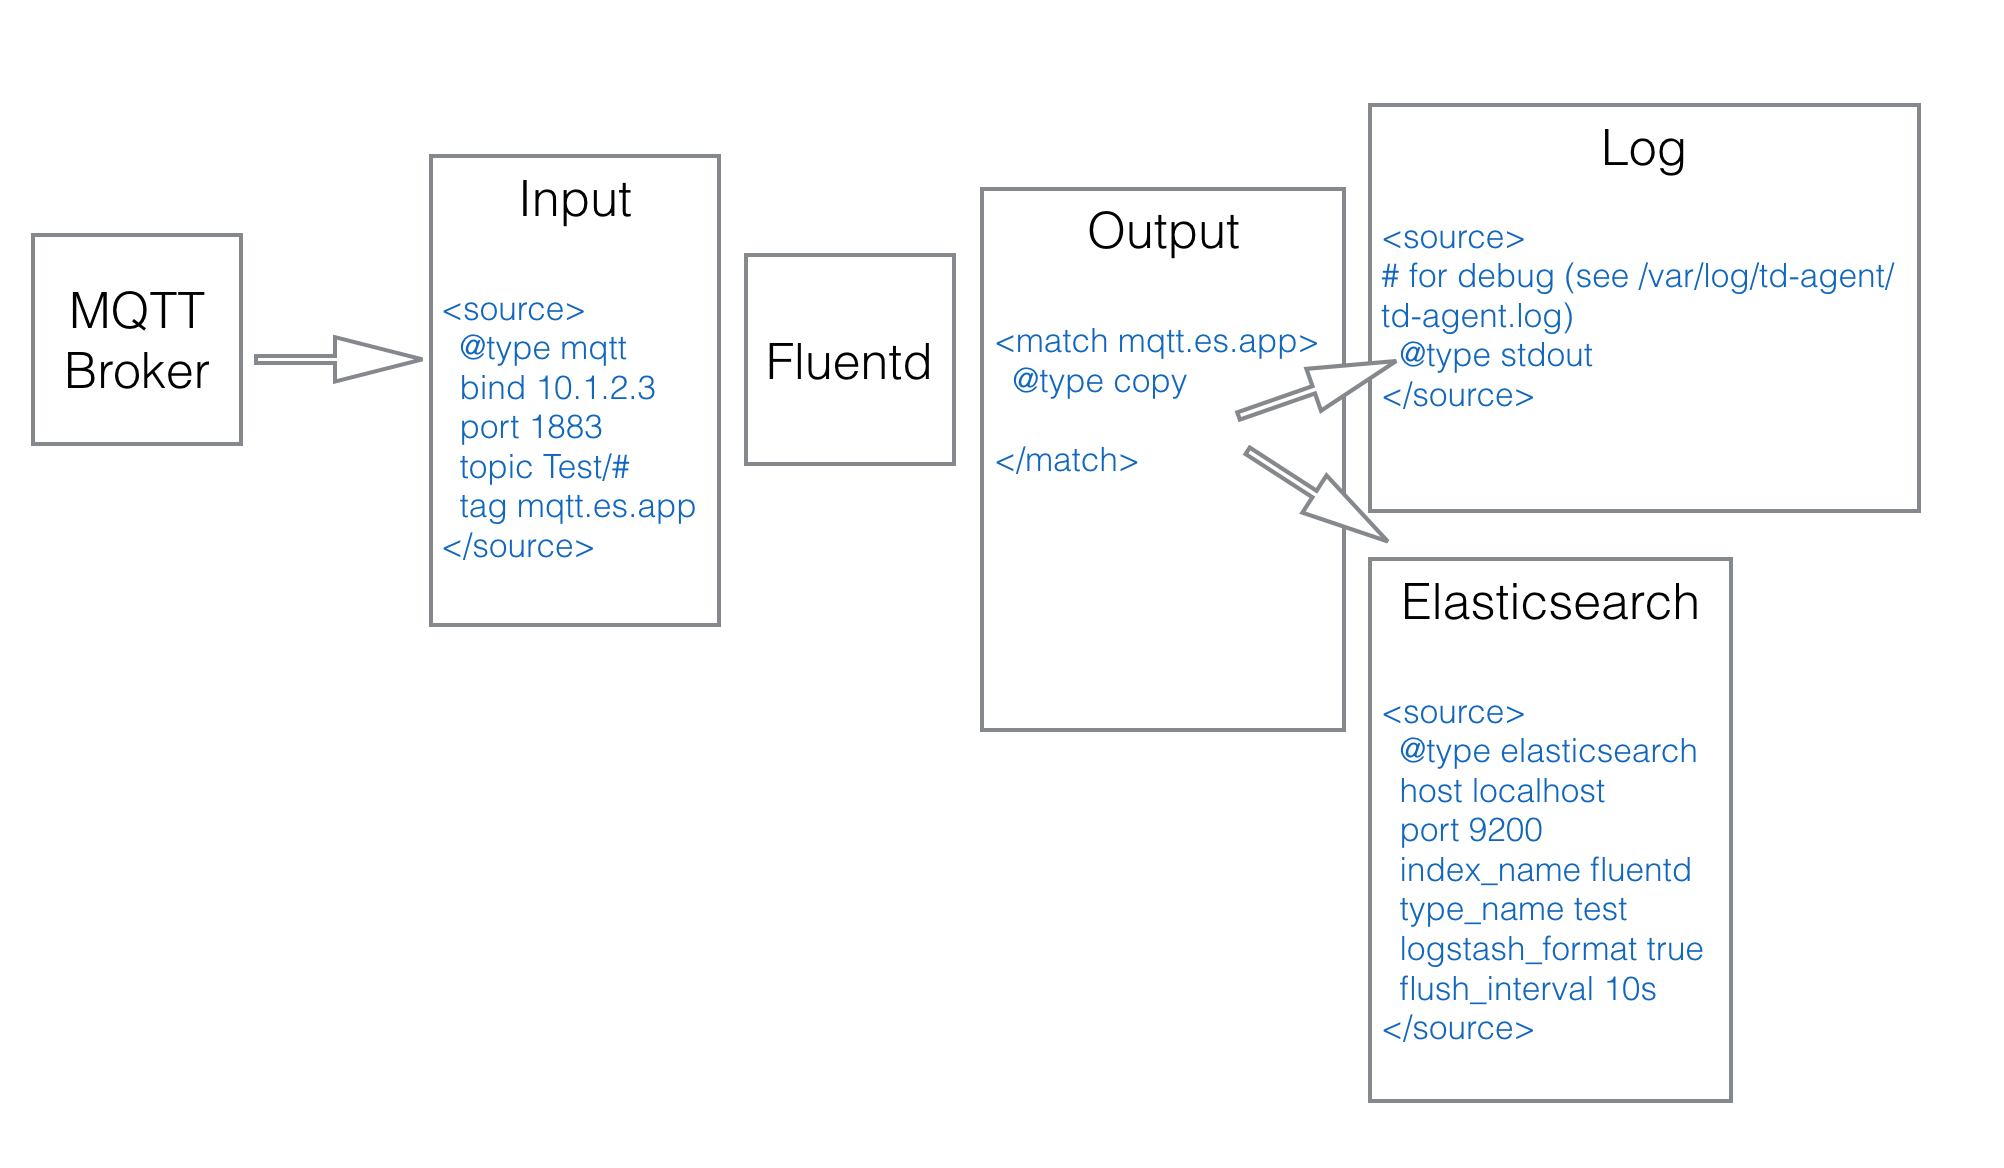 MQTT
Broker
Input
<source>
@type mqtt
bind 10.1.2.3
port 1883
topic Test/#
tag mqtt.es.app
</source>
Fluentd
Output
<match mqtt.es.app>
@type copy
</match>
Log
<source>
# for debug (see /var/log/td-agent/
td-agent.log)
@type stdout
</source>
Elasticsearch
<source>
@type elasticsearch
host localhost
port 9200
index_name fluentd
type_name test
logstash_format true
flush_interval 10s
</source>